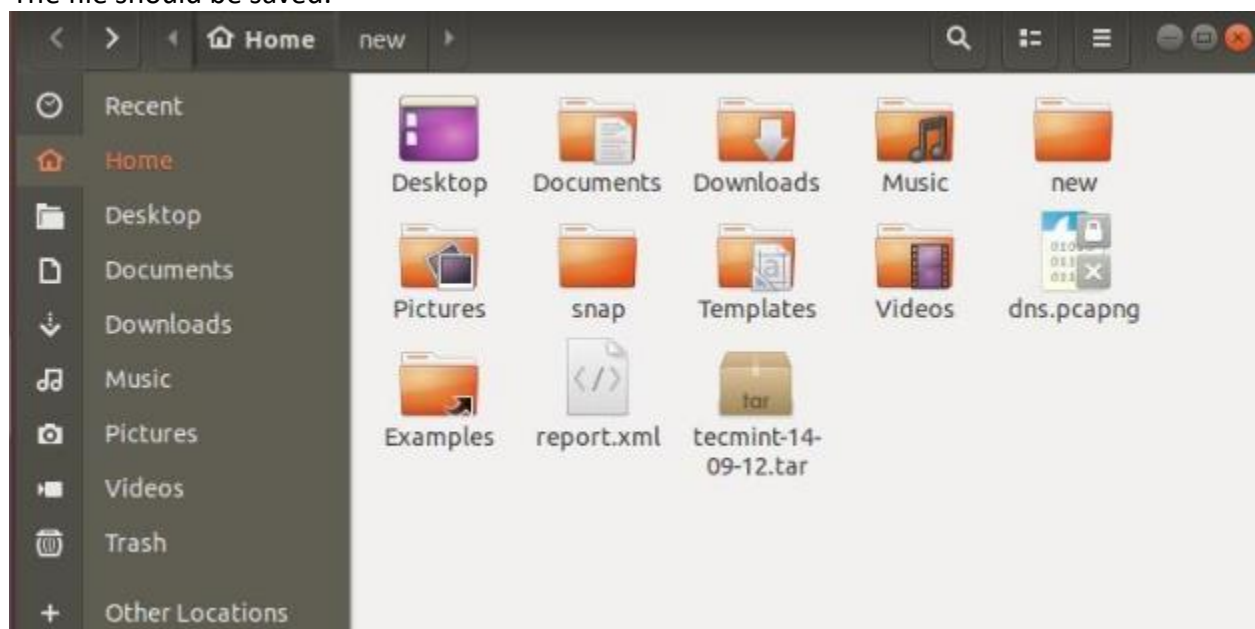 The file should be saved.
Home new
Recent
Home
Desktop
Documents
Downloads
Music
Pictures
Videos
Trash
Other Locations
Desktop Documents Downloads Music new
Pictures snap Templates Videos dns.pcapng
Examples report.xml tecmint-14-
09-12.tar
tar